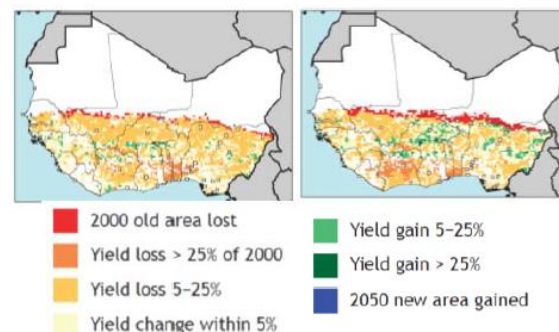 2000 old area lost
Yield loss > 25% of 2000
Yield loss 5–25%
Yield change within 5%
Yield gain 5–25%
Yield gain > 25%
2050 new area gained